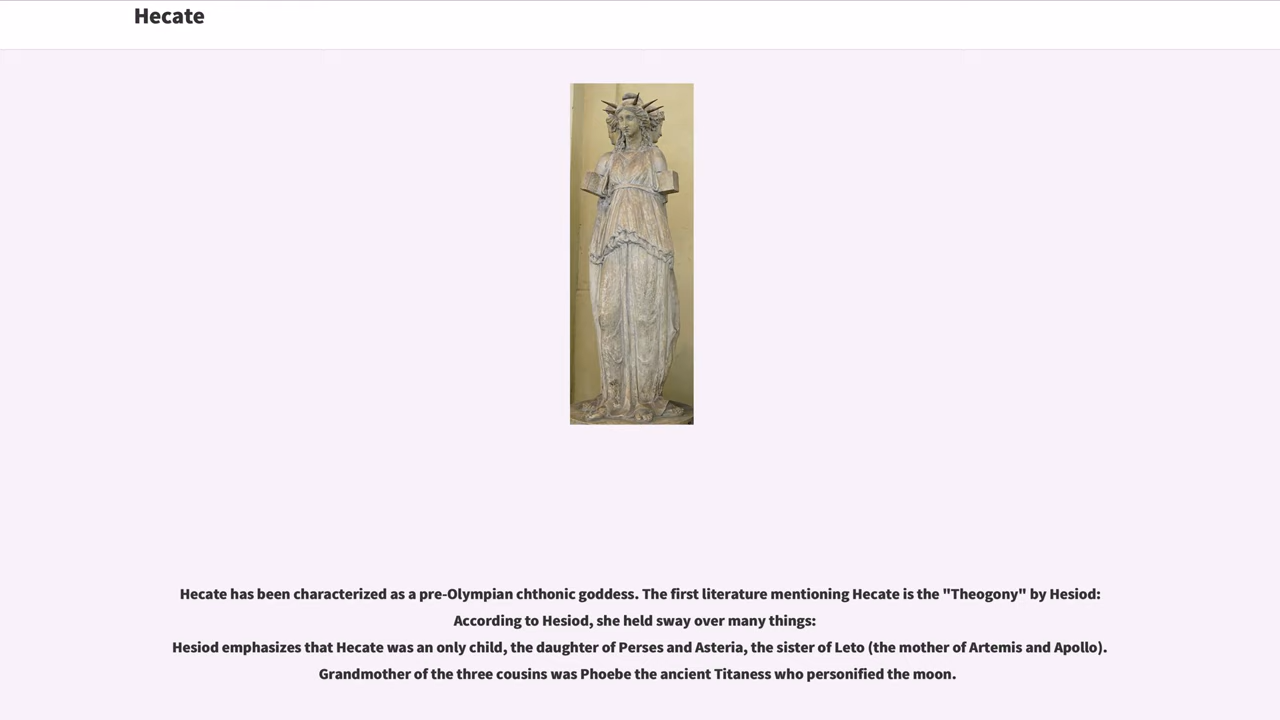 Hecate
Hecate has been characterized as a pre-Olympian chthonic goddess. The first literature mentioning Hecate is the "Theogony" by Hesiod:
According to Hesiod, she held sway over many things:
Hesiod emphasizes that Hecate was an only child, the daughter of Perses and Asteria, the sister of Leto (the mother of Artemis and Apollo).
Grandmother of the three cousins was Phoebe the ancient Titaness who personified the moon.